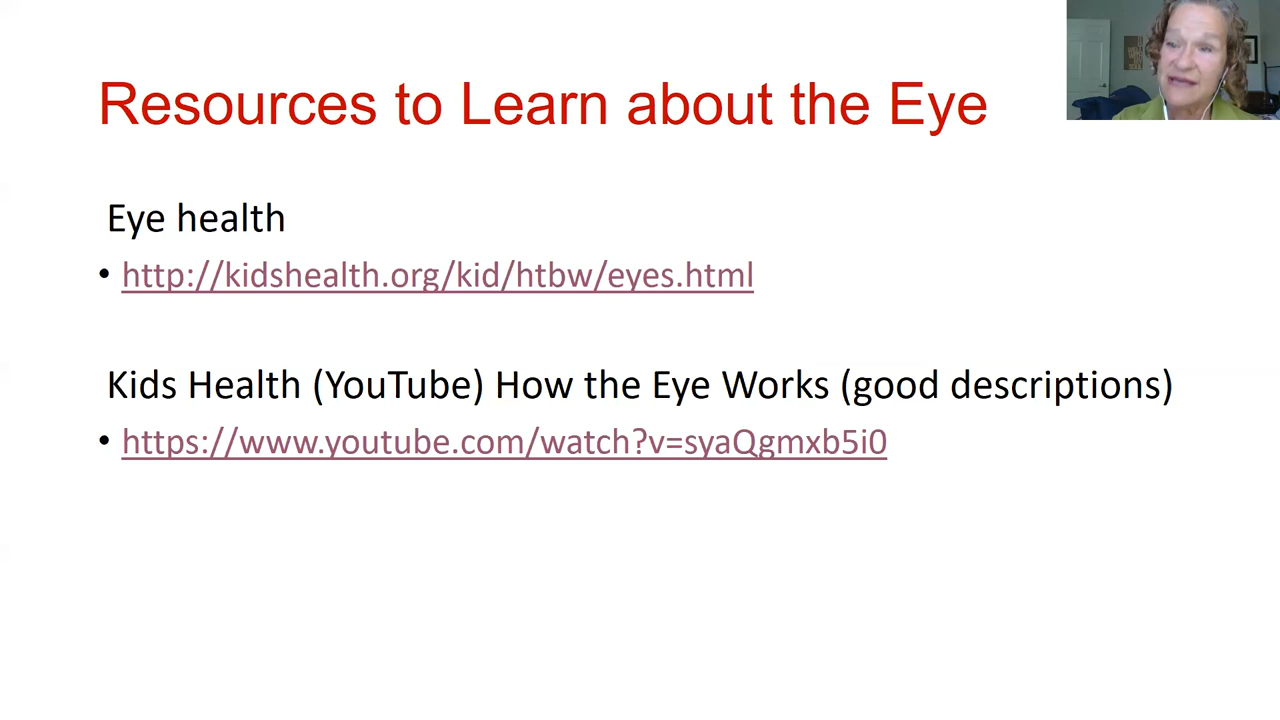 Resources to Learn about the Eye
Eye health
• http://kidshealth.org/kid/htbw/eyes.html
Kids Health (YouTube) How the Eye Works (good descriptions)
• https://www.youtube.com/watch?v=syaQgmxb5i0